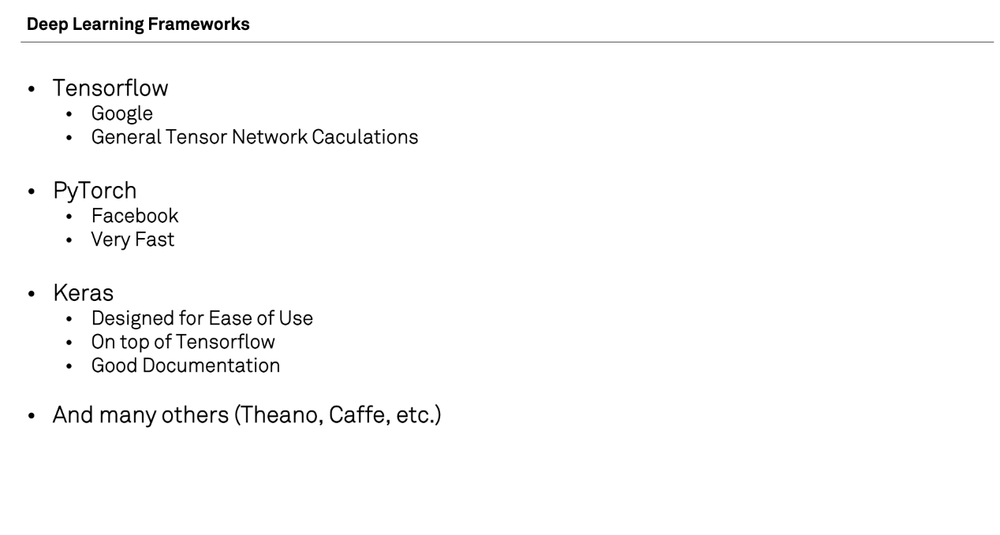 Deep Learning Frameworks
• Tensorflow
• Google
• General Tensor Network Caculations
• PyTorch
• Facebook
• Very Fast
• Keras
• Designed for Ease of Use
• On top of Tensorflow
• Good Documentation
• And many others (Theano, Caffe, etc.)